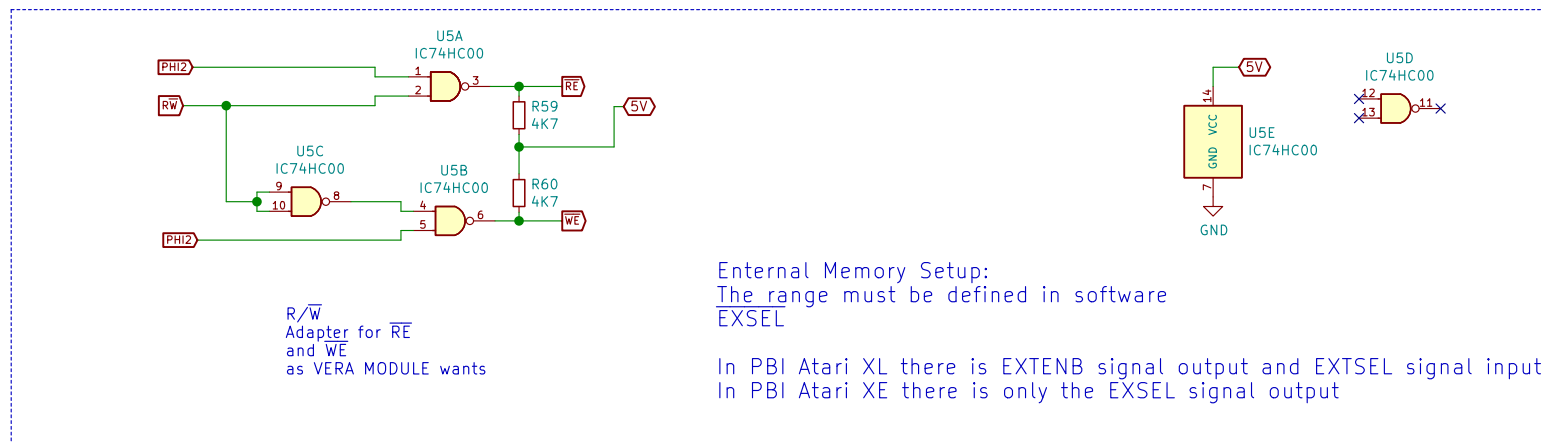 U5A
IC74HC00
PHI2
1
2
3
RE
RW
R59
4K7
5V
U5C
IC74HC00
9
10
8
U5B
IC74HC00
4
5
6
R60
4K7
WE
PHI2
5V
14
VCC
GND
7
U5E
IC74HC00
GND
U5D
IC74HC00
12
13
11
R/W
Adapter for RE
and WE
as VERA MODULE wants
Enternal Memory Setup:
The range must be defined in software
EXSEL
In PBI Atari XL there is EXTENB signal output and EXTSEL signal input
In PBI Atari XE there is only the EXSEL signal output